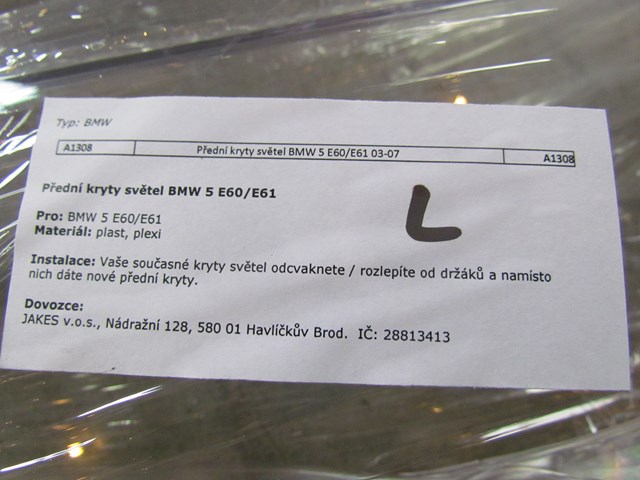 Typ: BMW
A1308 Přední kryty světel BMW 5 E60/E61 03-07 A1308
Přední kryty světel BMW 5 E60/E61
L
Pro: BMW 5 E60/E61
Materiál: plast, plexi
Instalace: Vaše současné kryty světel odcvaknete / rozlepíte od držáků a namísto
nich dáte nové přední kryty.
Dovozce:
JAKES v.o.s., Nádražní 128, 580 01 Havlíčkův Brod. IČ: 28813413